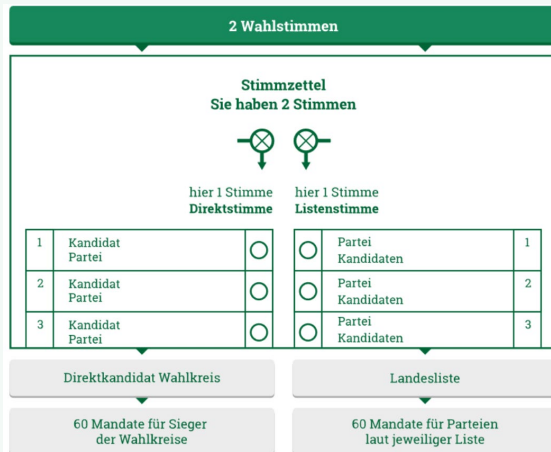 2 Wahlstimmen
Stimmzettel
Sie haben 2 Stimmen
hier 1 Stimme
Direktstimme
hier 1 Stimme
Listenstimme
1 Kandidat
Partei
2 Kandidat
Partei
3 Kandidat
Partei
Partei 1
Kandidaten
Partei 2
Kandidaten
Partei 3
Kandidaten
Direktkandidat Wahlkreis
Landesliste
60 Mandate für Sieger
der Wahlkreise
60 Mandate für Parteien
laut jeweiliger Liste